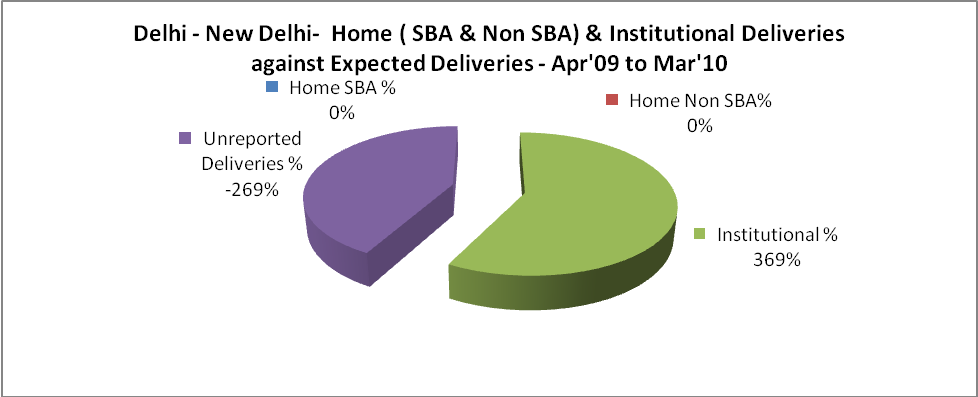 Delhi - New Delhi-  Home ( SBA & Non SBA) & Institutional Deliveries
against Expected Deliveries - Apr'09 to Mar'10
Home SBA %
0%
Home Non SBA%
0%
Unreported
Deliveries %
-269%
Institutional %
369%